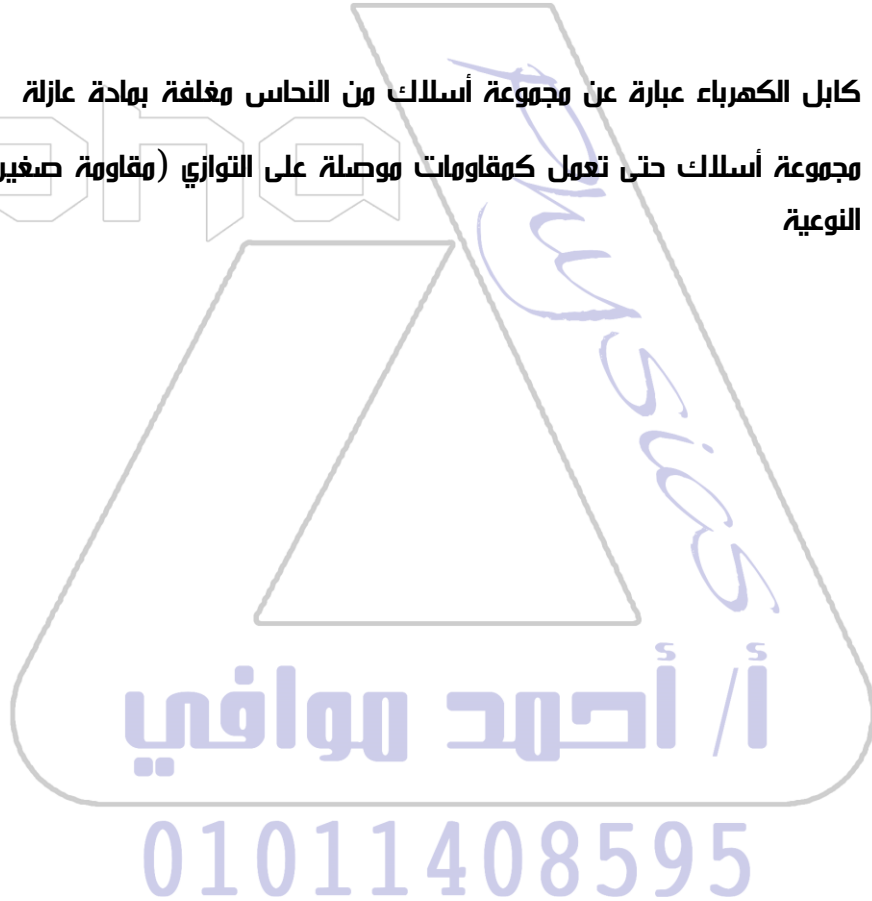 كابل الكهرباء عبارة عن مجموعة أسلاك من النحاس مغلفة بمادة عازلة
مجموعة أسلاك حتى تعمل كمقاومات موصلة على التوازي (مقاومة
النوعية
physics
أ/ أحمد موافي
01011408595